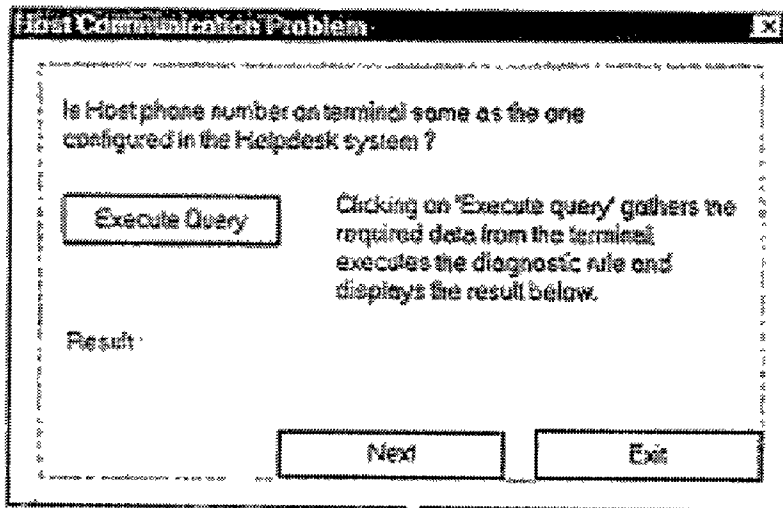 Host Communication Problem
Is Host phone number on terminal same as the one
configured in the Helpdesk system ?
Execute Query
Clicking on 'Execute query' gathers the
required data from the terminal,
executes the diagnostic rule and
displays the result below.
Result :
Next
Exit